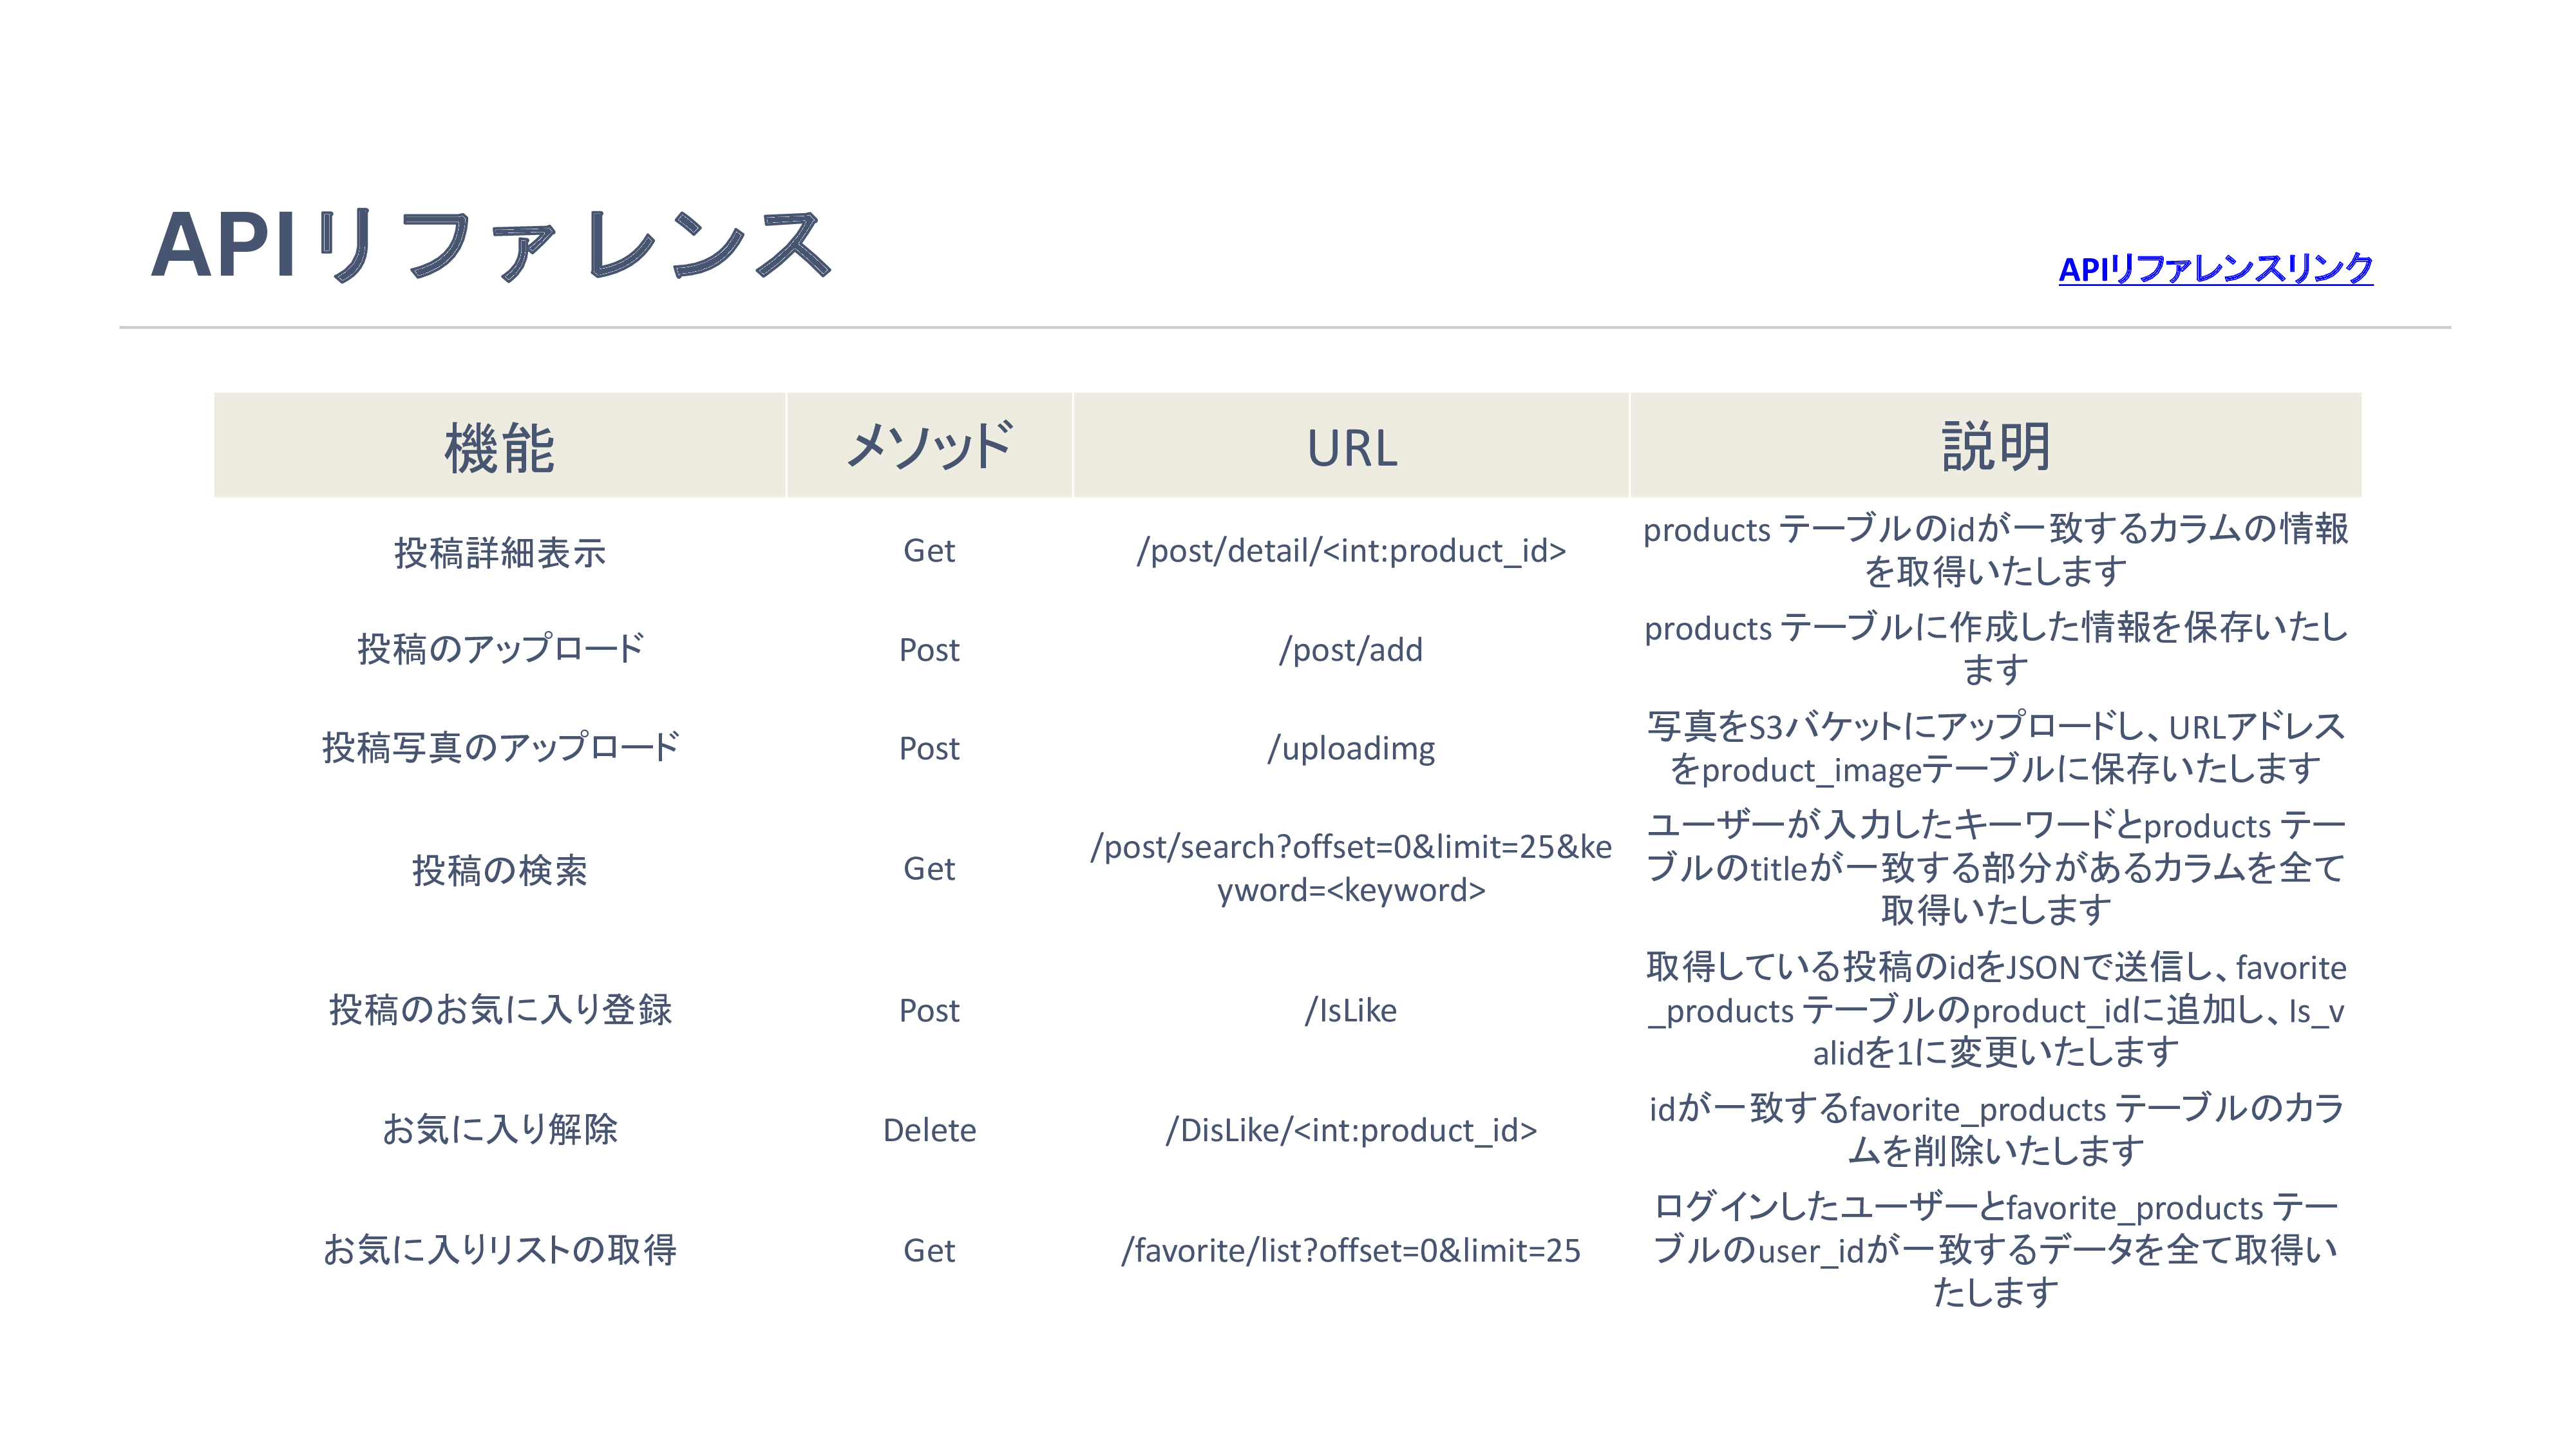 APIリファレンス
APIリファレンスリンク
機能 メソッド URL 説明
投稿詳細表示 Get /post/detail/<int:product_id> products テーブルのidが一致するカラムの情報
を取得いたします
投稿のアップロード Post /post/add products テーブルに作成した情報を保存いたし
ます
投稿写真のアップロード Post /uploadimg 写真をS3バケットにアップロードし、URLアドレス
をproduct_imageテーブルに保存いたします
投稿の検索 Get /post/search?offset=0&limit=25&ke
yword=<keyword>
ユーザーが入力したキーワードとproducts テー
ブルのtitleが一致する部分があるカラムを全て
取得いたします
投稿のお気に入り登録 Post /IsLike
取得している投稿のidをJSONで送信し、favorite
_products テーブルのproduct_idに追加し、Is_v
alidを1に変更いたします
お気に入り解除 Delete /DisLike/<int:product_id> idが一致するfavorite_products テーブルのカラ
ムを削除いたします
お気に入りリストの取得 Get /favorite/list?offset=0&limit=25
ログインしたユーザーとfavorite_products テー
ブルのuser_idが一致するデータを全て取得い
たします